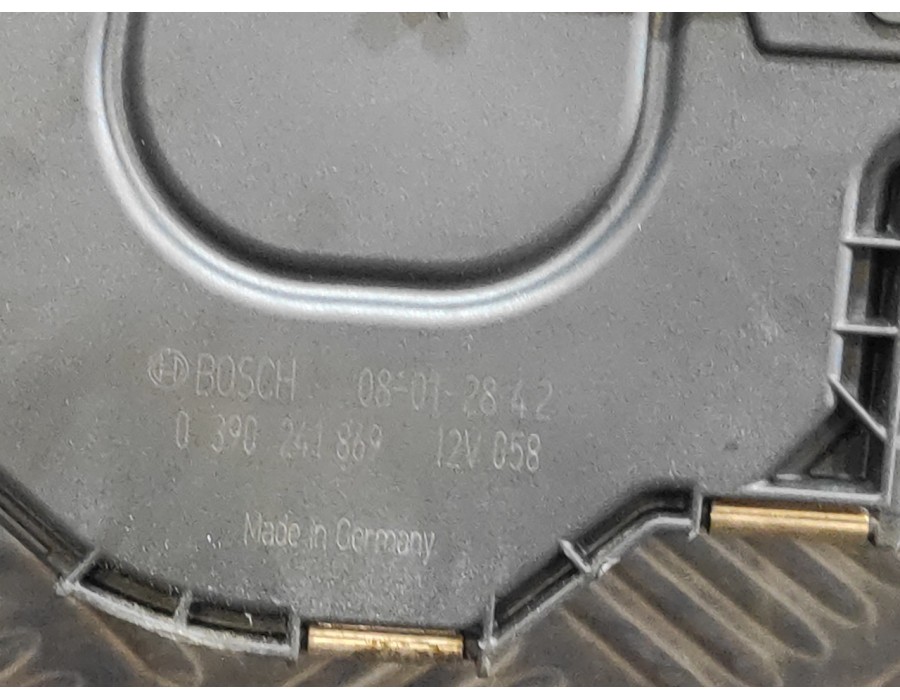 BOSCH 08-01-28 42
0 390 241 869 12V 058
Made in Germany